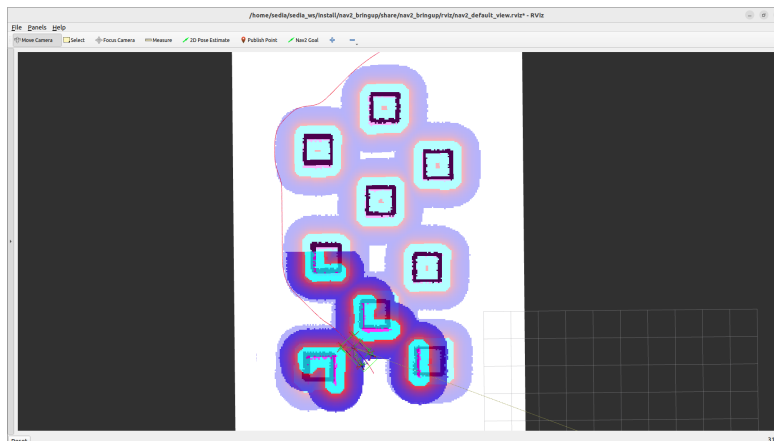 /home/sedia/sedia_ws/install/nav2_bringup/share/nav2_bringup/rviz/nav2_default_view.rviz* - RViz
File Panels Help
Move Camera Select Focus Camera Measure 2D Pose Estimate Publish Point Nav2 Goal
Reset
31